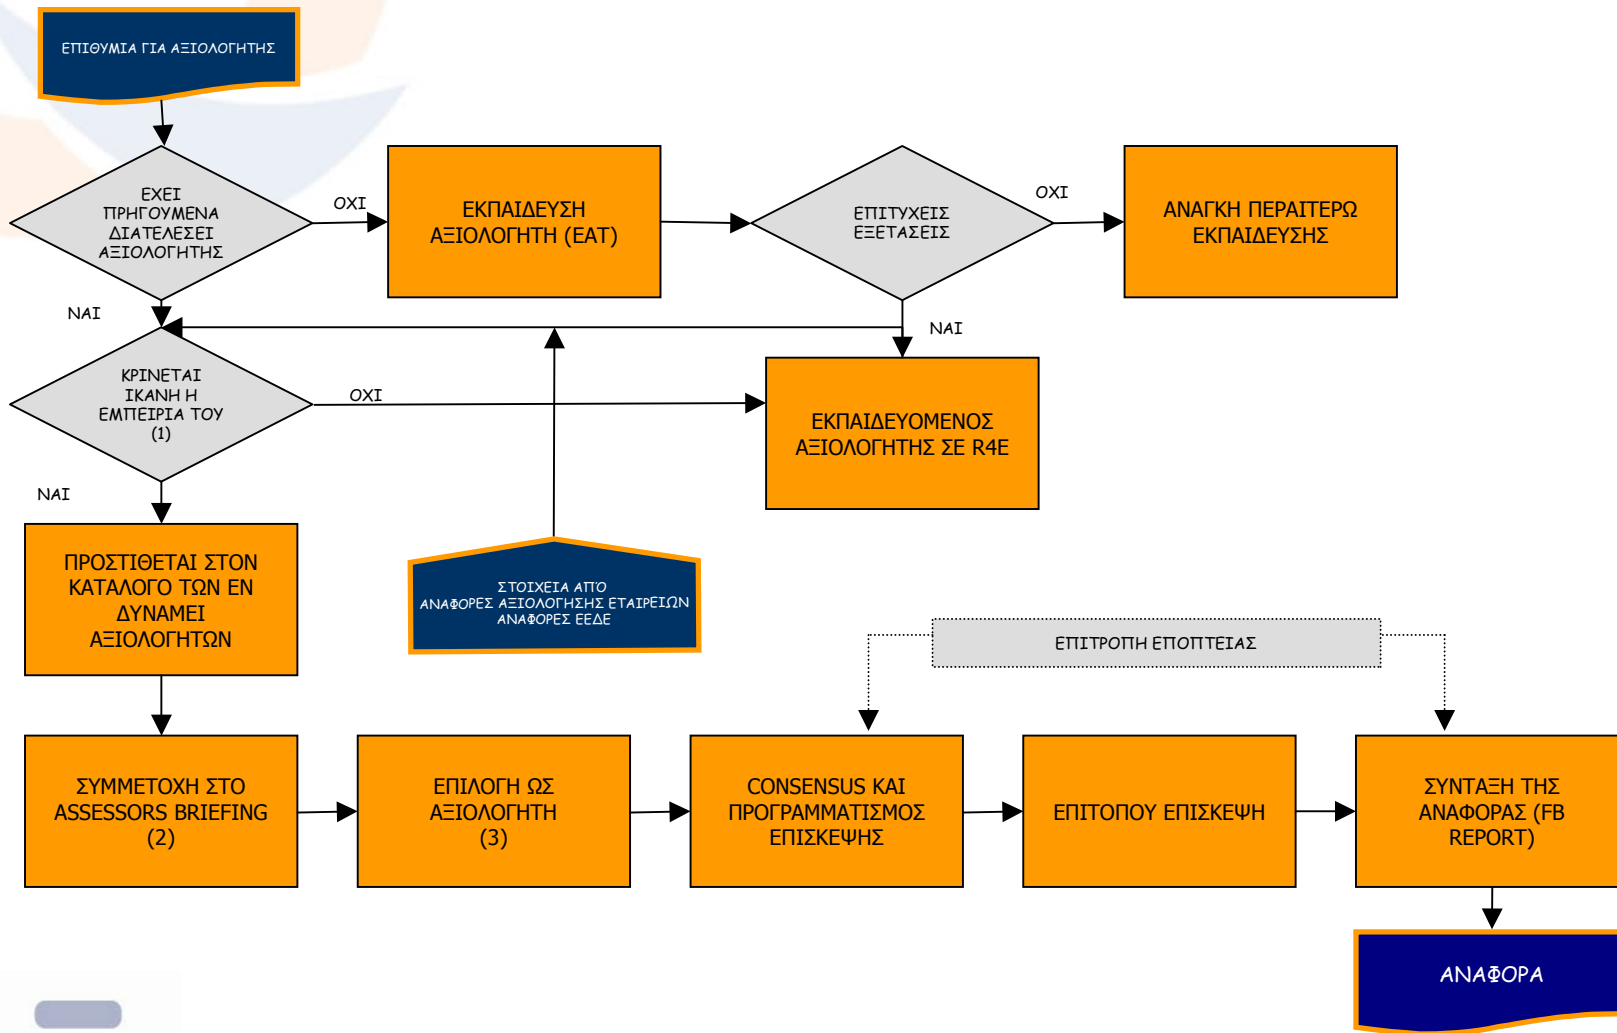 ΕΠΙΘΥΜΙΑ ΓΙΑ ΑΞΙΟΛΟΓΗΤΗΣ
ΕΧΕΙ
ΠΡΗΓΟΥΜΕΝΑ
ΔΙΑΤΕΛΕΣΕΙ
ΑΞΙΟΛΟΓΗΤΗΣ
ΟΧΙ
ΕΚΠΑΙΔΕΥΣΗ
ΑΞΙΟΛΟΓΗΤΗ (EAT)
ΕΠΙΤΥΧΕΙΣ
ΕΞΕΤΑΣΕΙΣ
ΟΧΙ
ΑΝΑΓΚΗ ΠΕΡΑΙΤΕΡΩ
ΕΚΠΑΙΔΕΥΣΗΣ
ΝΑΙ
ΝΑΙ
ΚΡΙΝΕΤΑΙ
ΙΚΑΝΗ Η
ΕΜΠΕΙΡΙΑ ΤΟΥ
(1)
ΟΧΙ
ΕΚΠΑΙΔΕΥΟΜΕΝΟΣ
ΑΞΙΟΛΟΓΗΤΗΣ ΣΕ R4E
ΝΑΙ
ΠΡΟΣΤΙΘΕΤΑΙ ΣΤΟΝ
ΚΑΤΑΛΟΓΟ ΤΩΝ ΕΝ
ΔΥΝΑΜΕΙ
ΑΞΙΟΛΟΓΗΤΩΝ
ΣΤΟΙΧΕΙΑ ΑΠΌ
ΑΝΑΦΟΡΕΣ ΑΞΙΟΛΟΓΗΣΗΣ ΕΤΑΙΡΕΙΩΝ
ΑΝΑΦΟΡΕΣ ΕΕΔΕ
ΕΠΙΤΡΟΠΗ ΕΠΟΠΤΕΙΑΣ
ΣΥΜΜΕΤΟΧΗ ΣΤΟ
ASSESSORS BRIEFING
(2)
ΕΠΙΛΟΓΗ ΩΣ
ΑΞΙΟΛΟΓΗΤΗ
(3)
CONSENSUS ΚΑΙ
ΠΡΟΓΡΑΜΜΑΤΙΣΜΟΣ
ΕΠΙΣΚΕΨΗΣ
ΕΠΙΤΟΠΟΥ ΕΠΙΣΚΕΨΗ
ΣΥΝΤΑΞΗ ΤΗΣ
ΑΝΑΦΟΡΑΣ (FB
REPORT)
ΑΝΑΦΟΡΑ